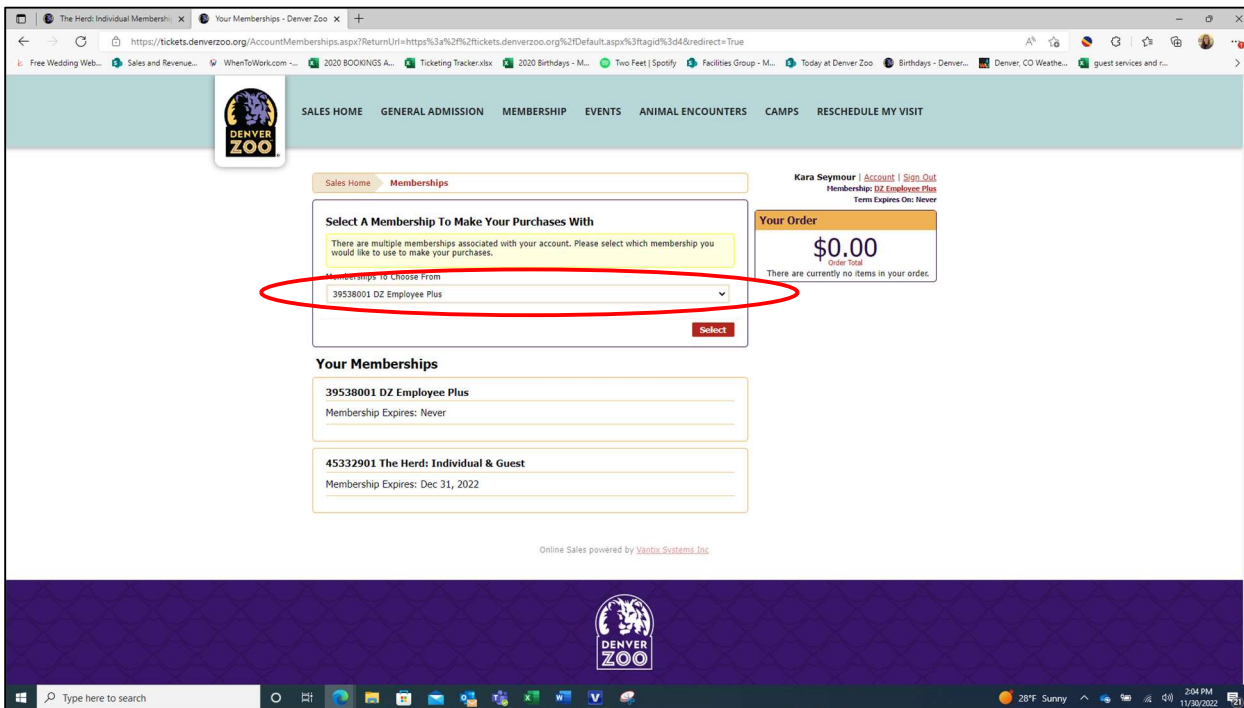 The Herd: Individual Membershi
Your Memberships - Denver Zoo
https://tickets.denverzoo.org/AccountMemberships.aspx?ReturnUrl=https%3a%2f%2ftickets.denverzoo.org%2fDefault.aspx%3ftagid%3d4&redirect=True
Free Wedding Web...
Sales and Revenue...
WhenToWork.com -...
2020 BOOKINGS A...
Ticketing Tracker.xlsx
2020 Birthdays - M...
Two Feet | Spotify
Facilities Group - M...
Today at Denver Zoo
Birthdays - Denver...
Denver, CO Weathe...
guest services and r...
DENVER
ZOO
SALES HOME GENERAL ADMISSION MEMBERSHIP EVENTS ANIMAL ENCOUNTERS CAMPS RESCHEDULE MY VISIT
Sales Home Memberships
Kara Seymour | Account | Sign Out
Membership: DZ Employee Plus
Term Expires On: Never
Select A Membership To Make Your Purchases With
There are multiple memberships associated with your account. Please select which membership you
would like to use to make your purchases.
Memberships To Choose From
39538001 DZ Employee Plus
Select
Your Order
$0.00
Order Total
There are currently no items in your order.
Your Memberships
39538001 DZ Employee Plus
Membership Expires: Never
45332901 The Herd: Individual & Guest
Membership Expires: Dec 31, 2022
Online Sales powered by Vantix Systems Inc
DENVER
ZOO
Type here to search
28°F Sunny
2:04 PM
11/30/2022
21